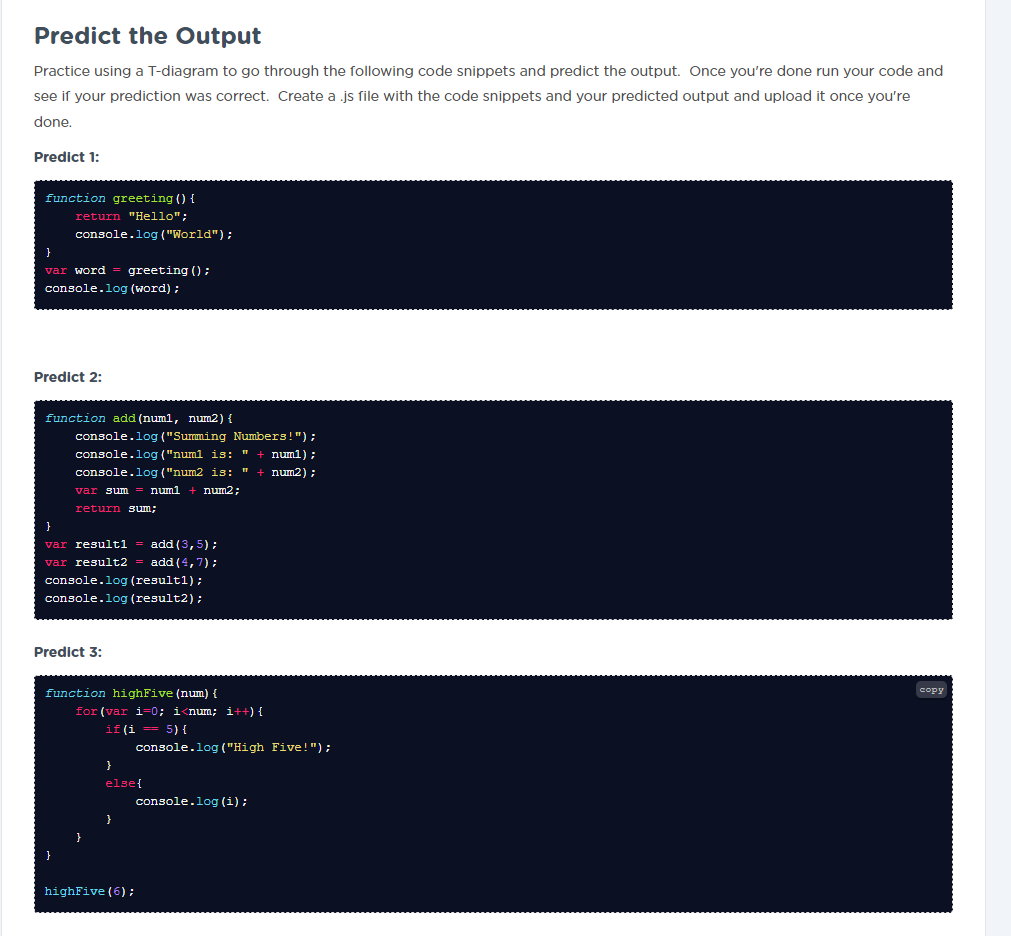 Predict the Output
Practice using a T-diagram to go through the following code snippets and predict the output.  Once you're done run your code and
see if your prediction was correct.  Create a .js file with the code snippets and your predicted output and upload it once you're
done.
Predict 1:
function greeting(){
    return "Hello";
    console.log("World");
}
var word = greeting();
console.log(word);
Predict 2:
function add(num1, num2){
    console.log("Summing Numbers!");
    console.log("num1 is: " + num1);
    console.log("num2 is: " + num2);
    var sum = num1 + num2;
    return sum;
}
var result1 = add(3,5);
var result2 = add(4,7);
console.log(result1);
console.log(result2);
Predict 3:
copy
function highFive(num){
    for(var i=0; i<num; i++){
        if(i == 5){
            console.log("High Five!");
        }
        else{
            console.log(i);
        }
    }
}
highFive(6);